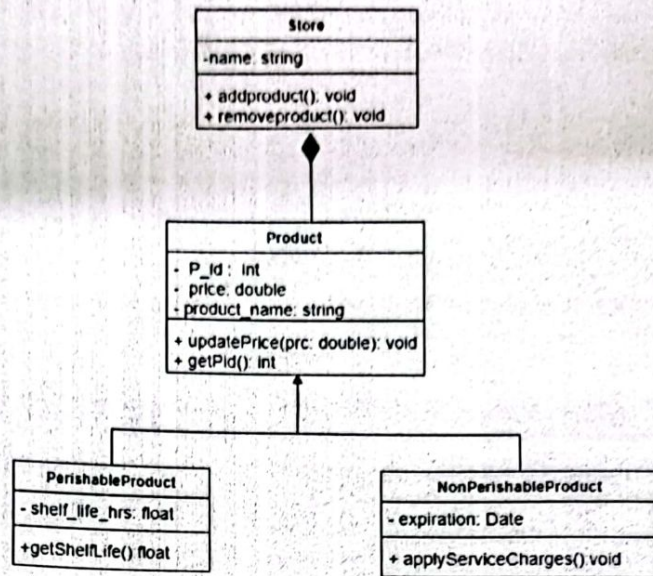 Store
-name: string
+ addproduct(): void
+ removeproduct(): void
Product
- P_Id : int
- price: double
- product_name: string
+ updatePrice(prc: double): void
+ getPid(): int
PerishableProduct
- shelf_life_hrs: float
+getShelfLife():float
NonPerishableProduct
- expiration: Date
+ applyServiceCharges():void